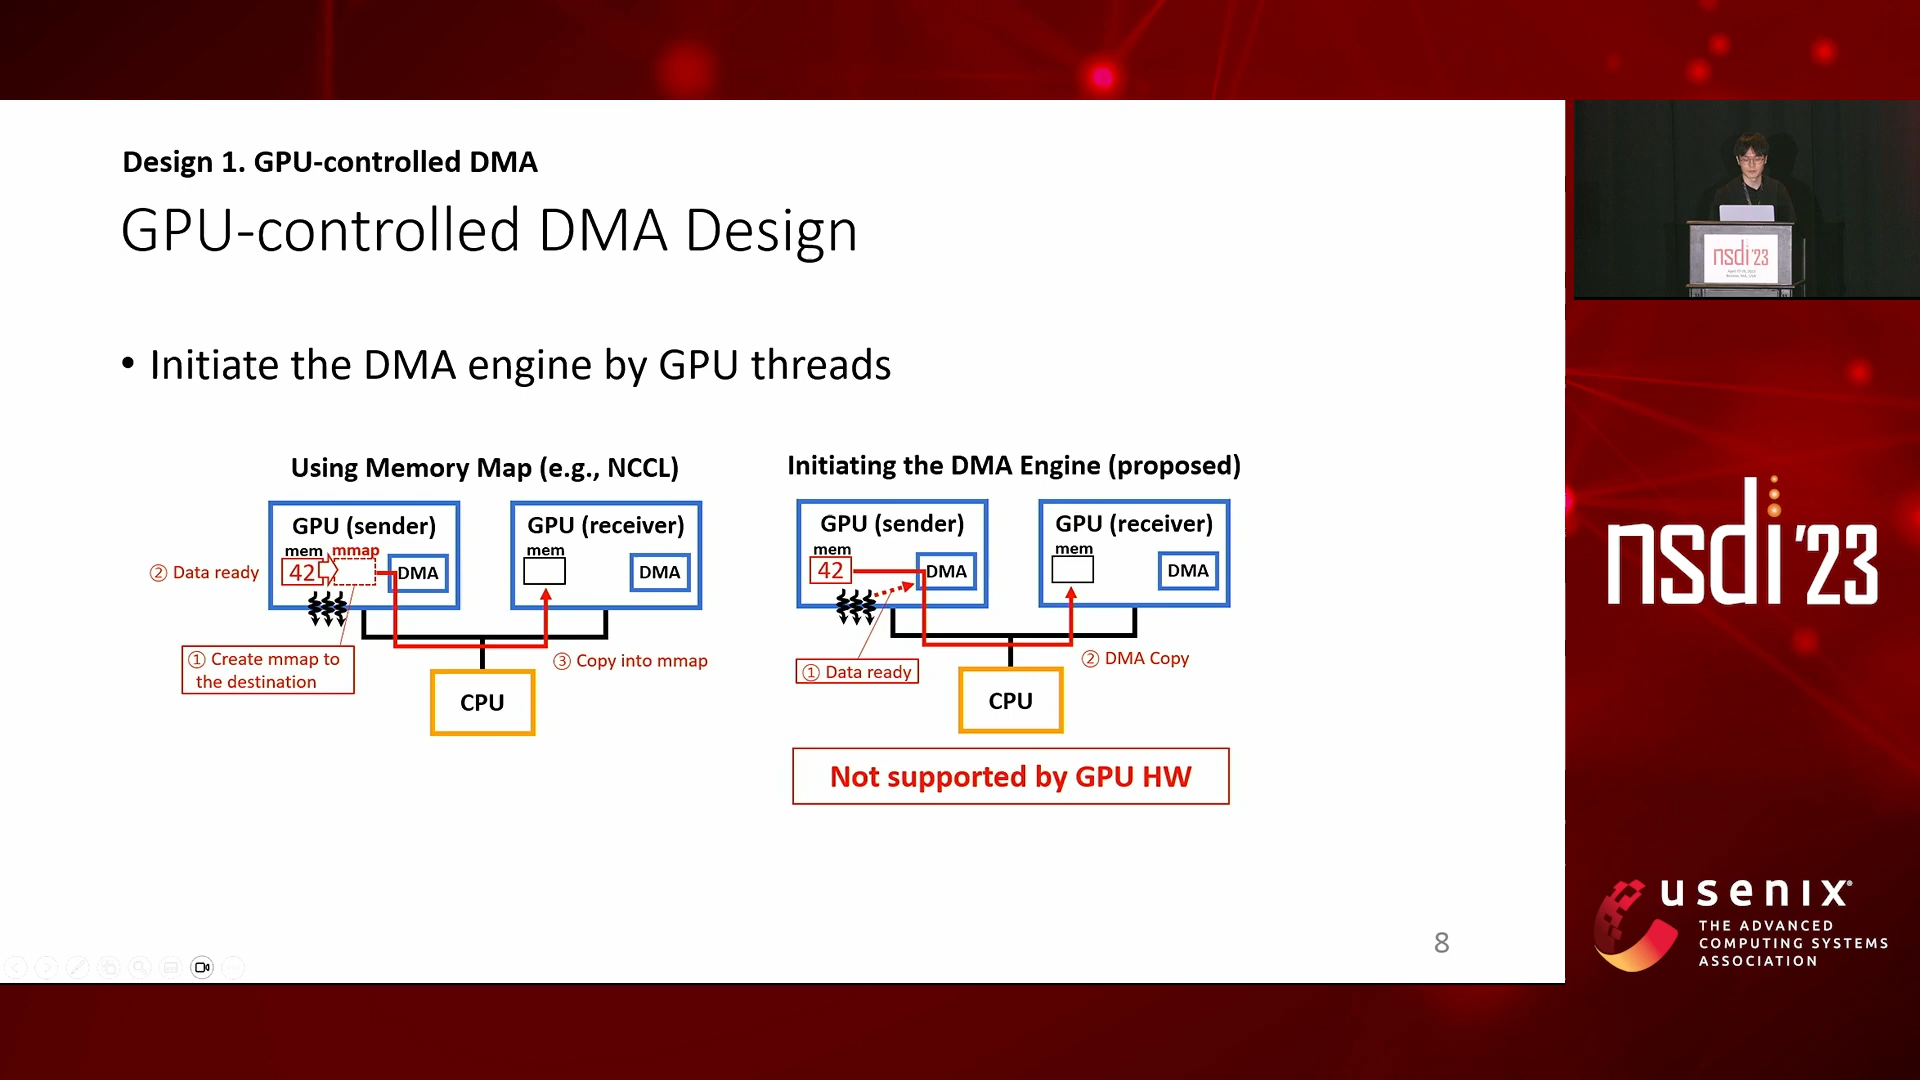 Design 1. GPU-controlled DMA
GPU-controlled DMA Design
• Initiate the DMA engine by GPU threads
Using Memory Map (e.g., NCCL)
GPU (sender)
mem mmap
42
DMA
② Data ready
① Create mmap to
the destination
GPU (receiver)
mem
DMA
③ Copy into mmap
CPU
Initiating the DMA Engine (proposed)
GPU (sender)
mem
42
DMA
① Data ready
GPU (receiver)
mem
DMA
② DMA Copy
CPU
Not supported by GPU HW
8
nsdi'23
nsdi'23
usenix®
THE ADVANCED
COMPUTING SYSTEMS
ASSOCIATION